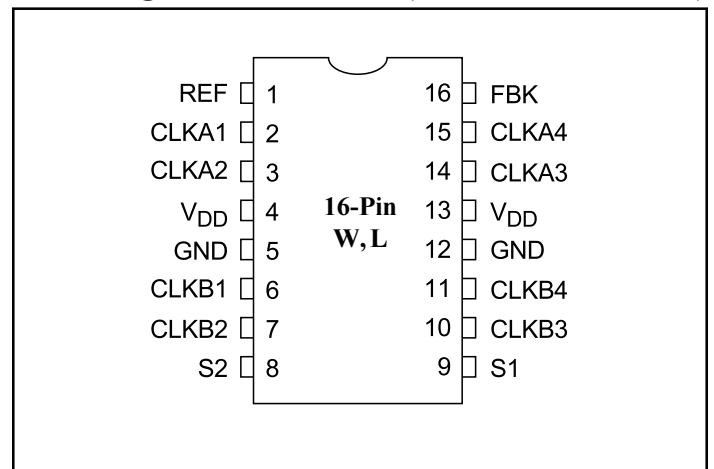 REF 1 16 FBK
CLKA1 2 15 CLKA4
CLKA2 3 14 CLKA3
VDD 4 16-Pin 13 VDD
GND 5 W, L 12 GND
CLKB1 6 11 CLKB4
CLKB2 7 10 CLKB3
S2 8 9 S1